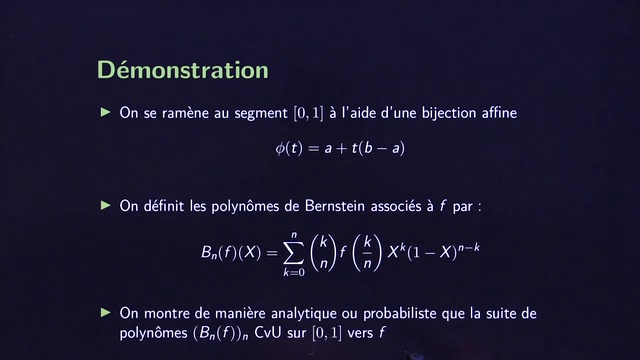 Démonstration
▶ On se ramène au segment [0, 1] à l'aide d'une bijection affine
ϕ(t) = a + t(b − a)
▶ On définit les polynômes de Bernstein associés à f par :
B_n(f)(X) = \sum_{k=0}^{n} \binom{k}{n} f\left(\frac{k}{n}\right) X^k (1 − X)^{n−k}
▶ On montre de manière analytique ou probabiliste que la suite de
polynômes (B_n(f))_n CvU sur [0, 1] vers f